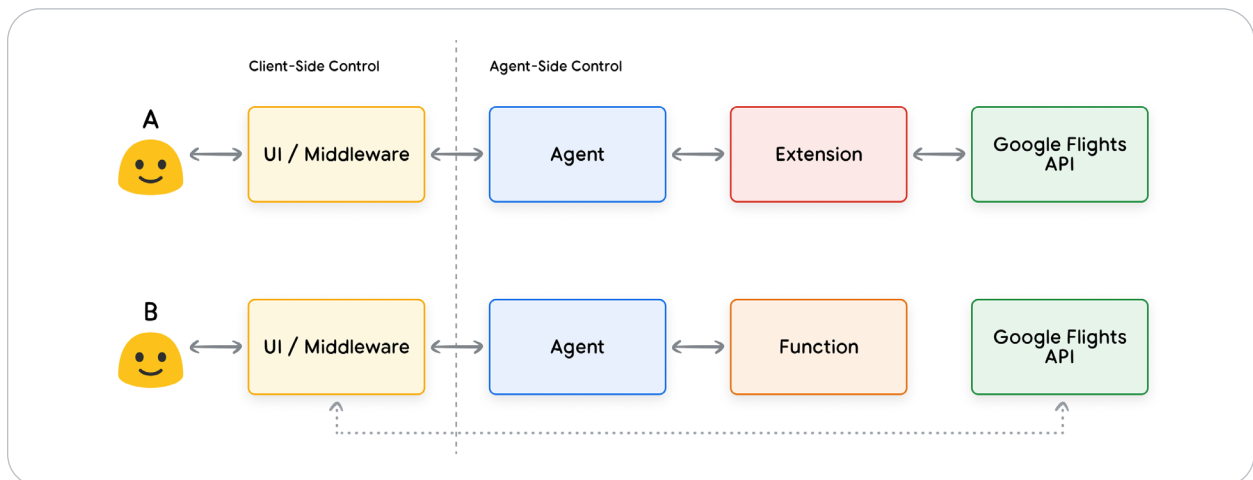 Client-Side Control
Agent-Side Control
A
UI / Middleware
Agent
Extension
Google Flights
API
B
UI / Middleware
Agent
Function
Google Flights
API